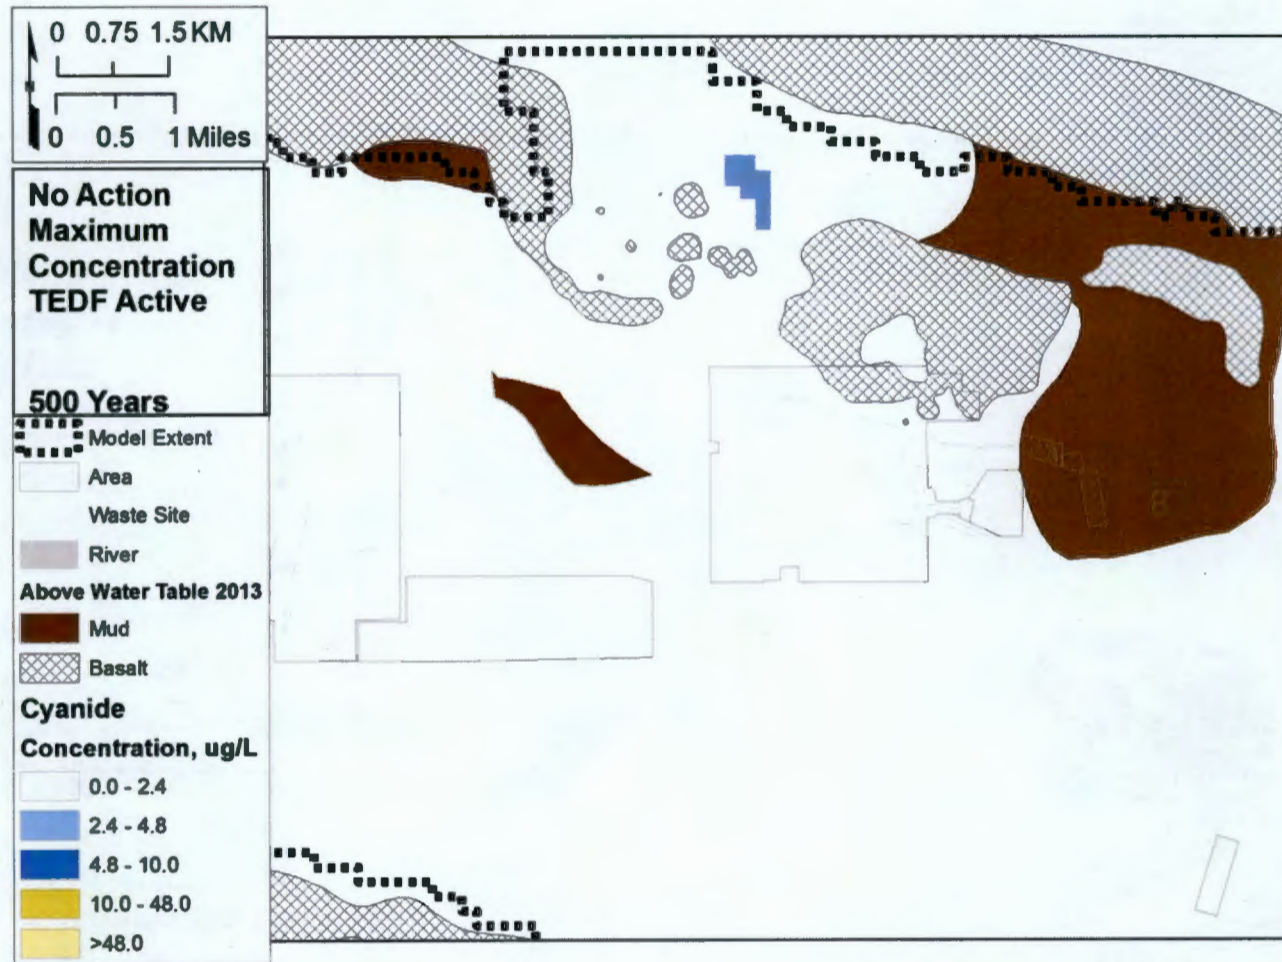 0 0.75 1.5 KM
0 0.5 1 Miles
No Action
Maximum
Concentration
TEDF Active
500 Years
Model Extent
Area
Waste Site
River
Above Water Table 2013
Mud
Basalt
Cyanide
Concentration, ug/L
0.0 - 2.4
2.4 - 4.8
4.8 - 10.0
10.0 - 48.0
>48.0